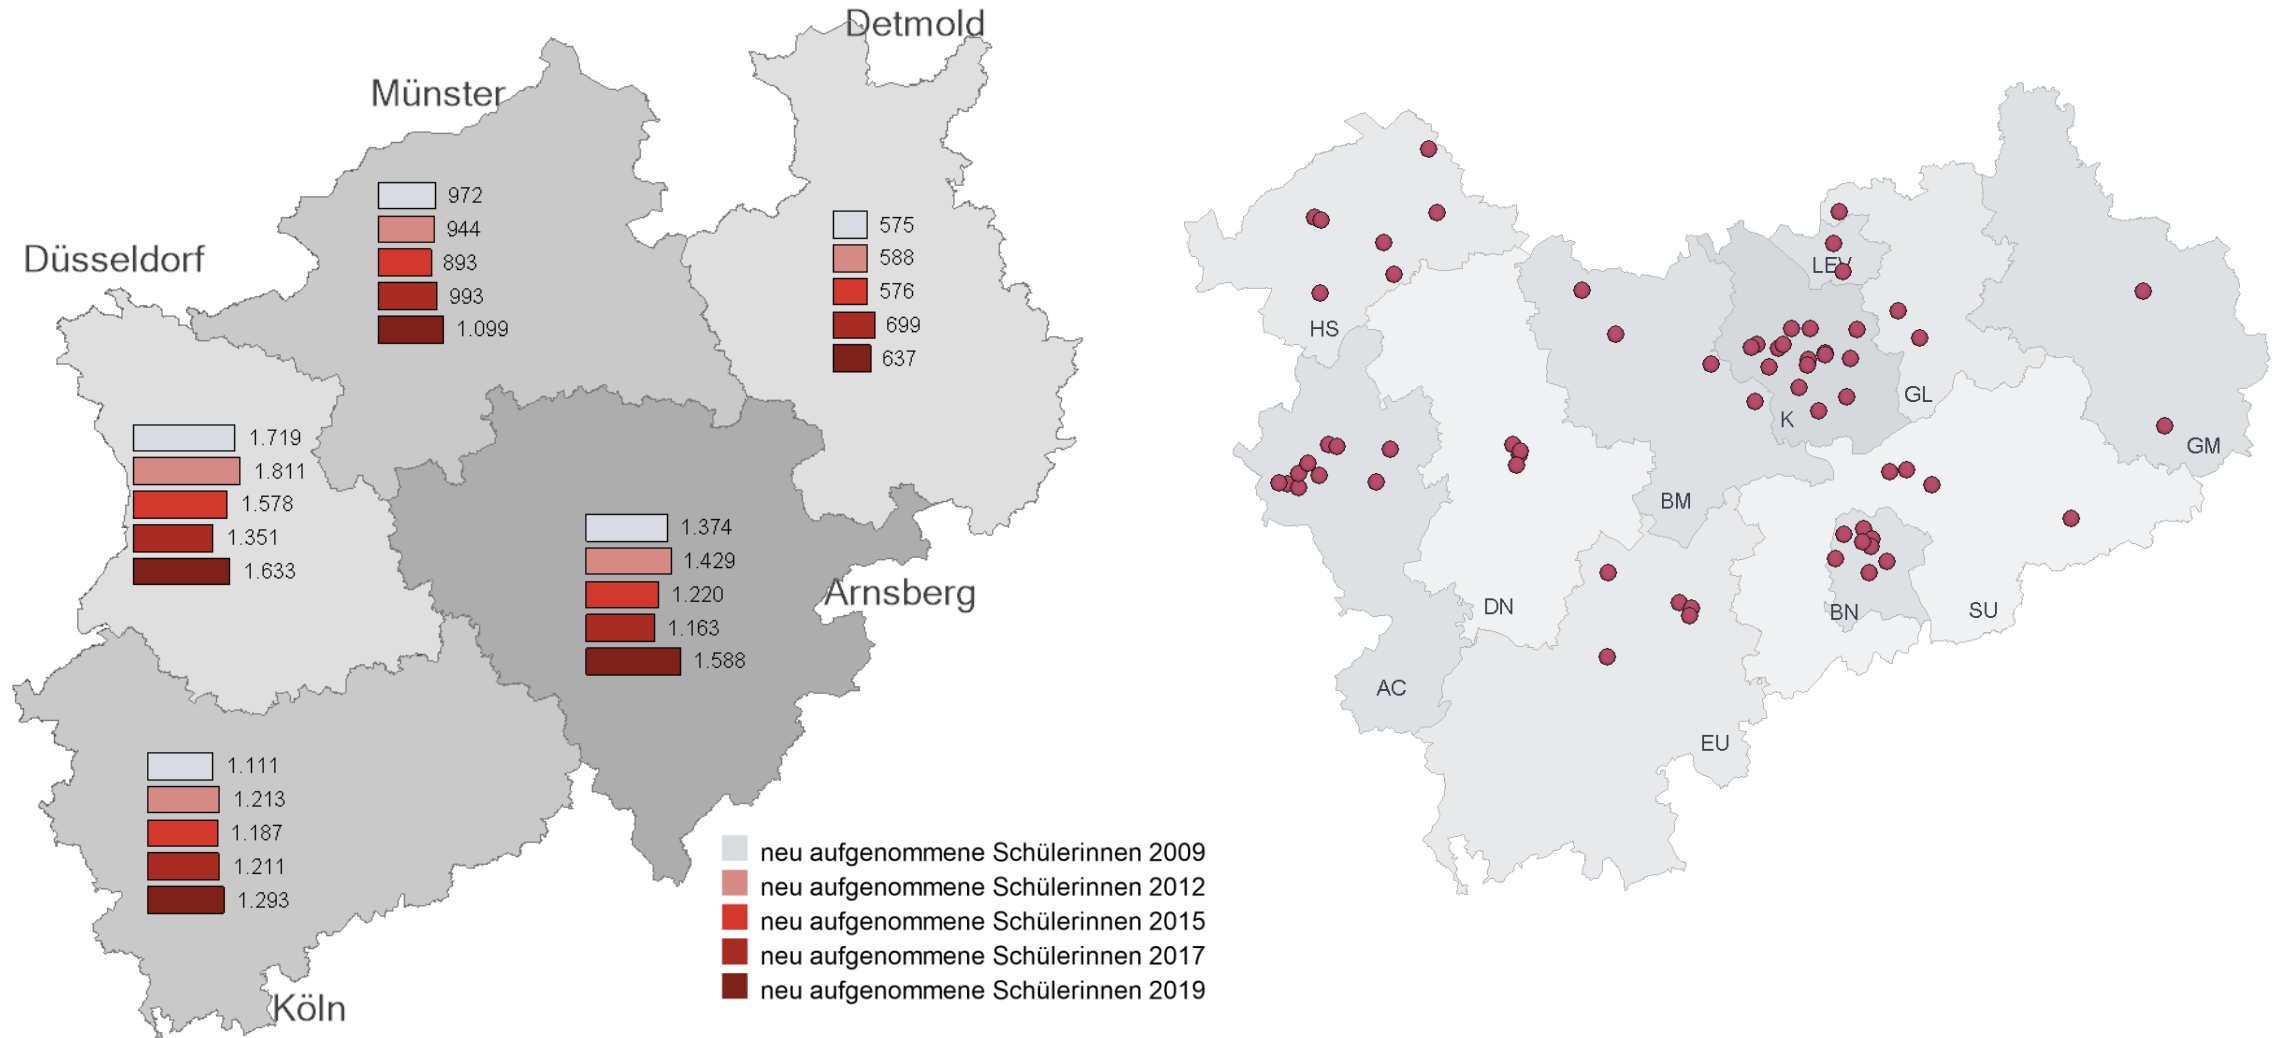 Detmold
Münster
972
944
893
993
1.099
575
588
576
699
637
Düsseldorf
1.719
1.811
1.578
1.351
1.633
1.374
1.429
1.220
1.163
1.588
Arnsberg
1.111
1.213
1.187
1.211
1.293
Köln
neu aufgenommene Schülerinnen 2009
neu aufgenommene Schülerinnen 2012
neu aufgenommene Schülerinnen 2015
neu aufgenommene Schülerinnen 2017
neu aufgenommene Schülerinnen 2019
LEV
HS
GL
K
GM
BM
DN
BN
SU
AC
EU